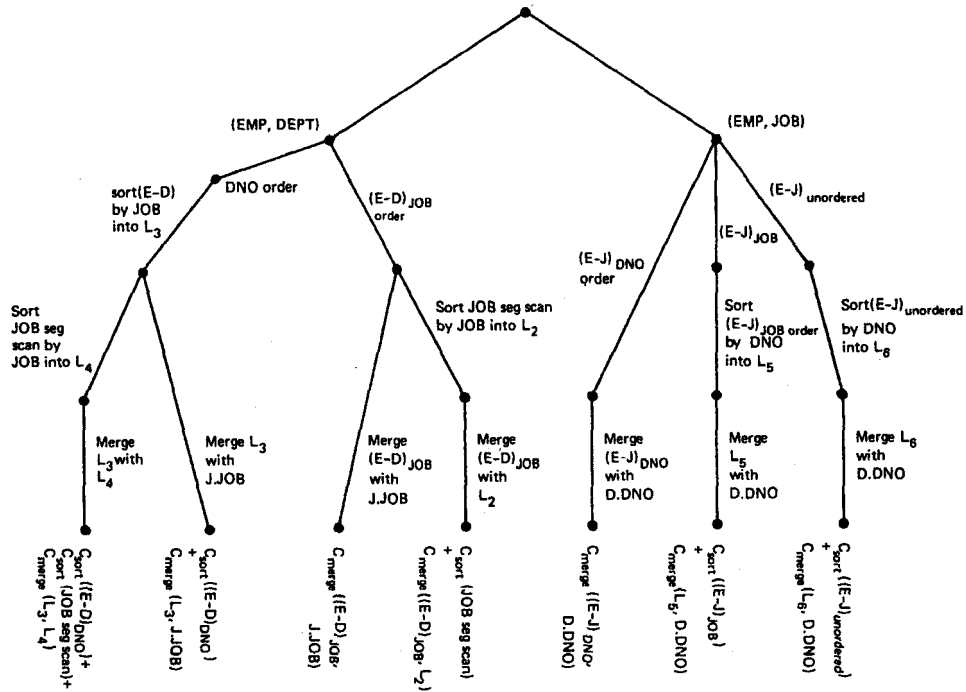 (EMP, DEPT)
(EMP, JOB)
sort(E-D)
by JOB
into L3
DNO order
(E-D)JOB
order
(E-J)DNO
order
(E-J)JOB
(E-J)unordered
Sort
JOB seg
scan by
JOB into L4
Sort JOB seg scan
by JOB into L2
Sort
(E-J)JOB order
by DNO
into L5
Sort(E-J)unordered
by DNO
into L6
Merge
L3 with
L4
Merge L3
with
J.JOB
Merge
(E-D)JOB
with
J.JOB
Merge
(E-D)JOB
with
L2
Merge
(E-J)DNO
with
D.DNO
Merge
L5
with
D.DNO
Merge L6
with
D.DNO
Csort ((E-D)DNO)+
Csort (JOB seg scan)+
Cmerge (L3, L4)
Csort ((E-D)DNO)
+
Cmerge (L3, J.JOB)
Cmerge ((E-D)JOB,
J.JOB)
Csort (JOB seg scan)
+
Cmerge ((E-D)JOB, L2)
Cmerge ((E-J)DNO,
D.DNO)
Csort ((E-J)JOB)
+
Cmerge (L5, D.DNO)
Csort ((E-J)unordered)
+
Cmerge (L6, D.DNO)